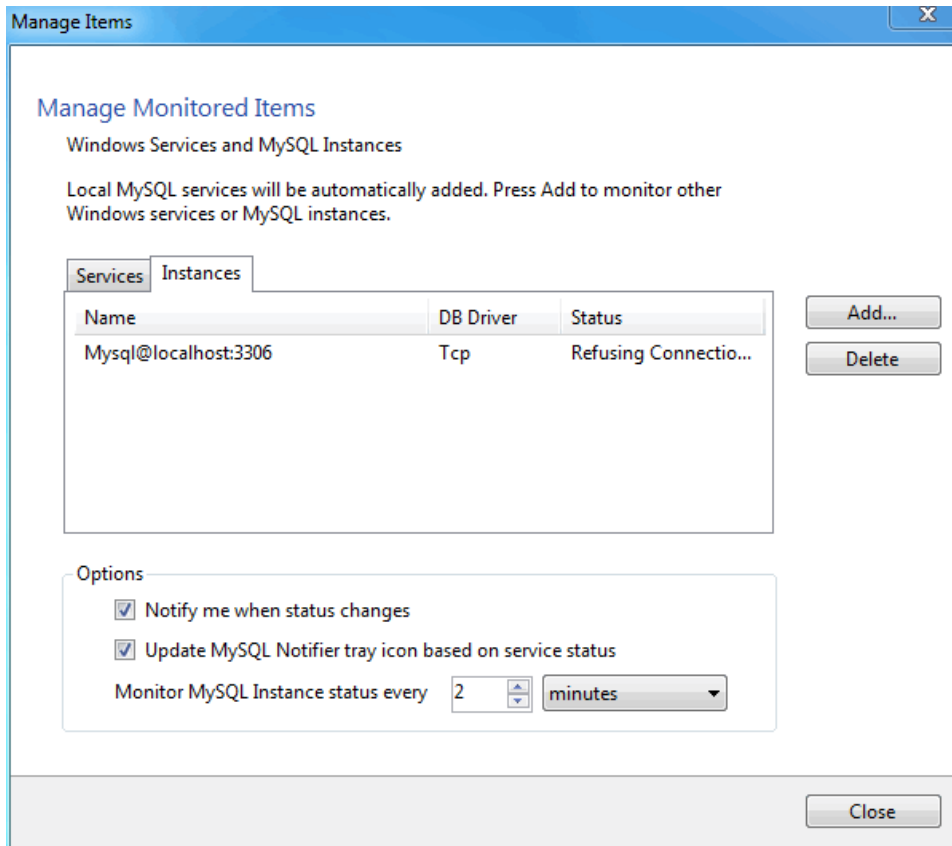 Manage Items
X
Manage Monitored Items
Windows Services and MySQL Instances
Local MySQL services will be automatically added. Press Add to monitor other
Windows services or MySQL instances.
Services Instances
Name DB Driver Status
Mysql@localhost:3306 Tcp Refusing Connectio...
Add...
Delete
Options
Notify me when status changes
Update MySQL Notifier tray icon based on service status
Monitor MySQL Instance status every 2 minutes
Close